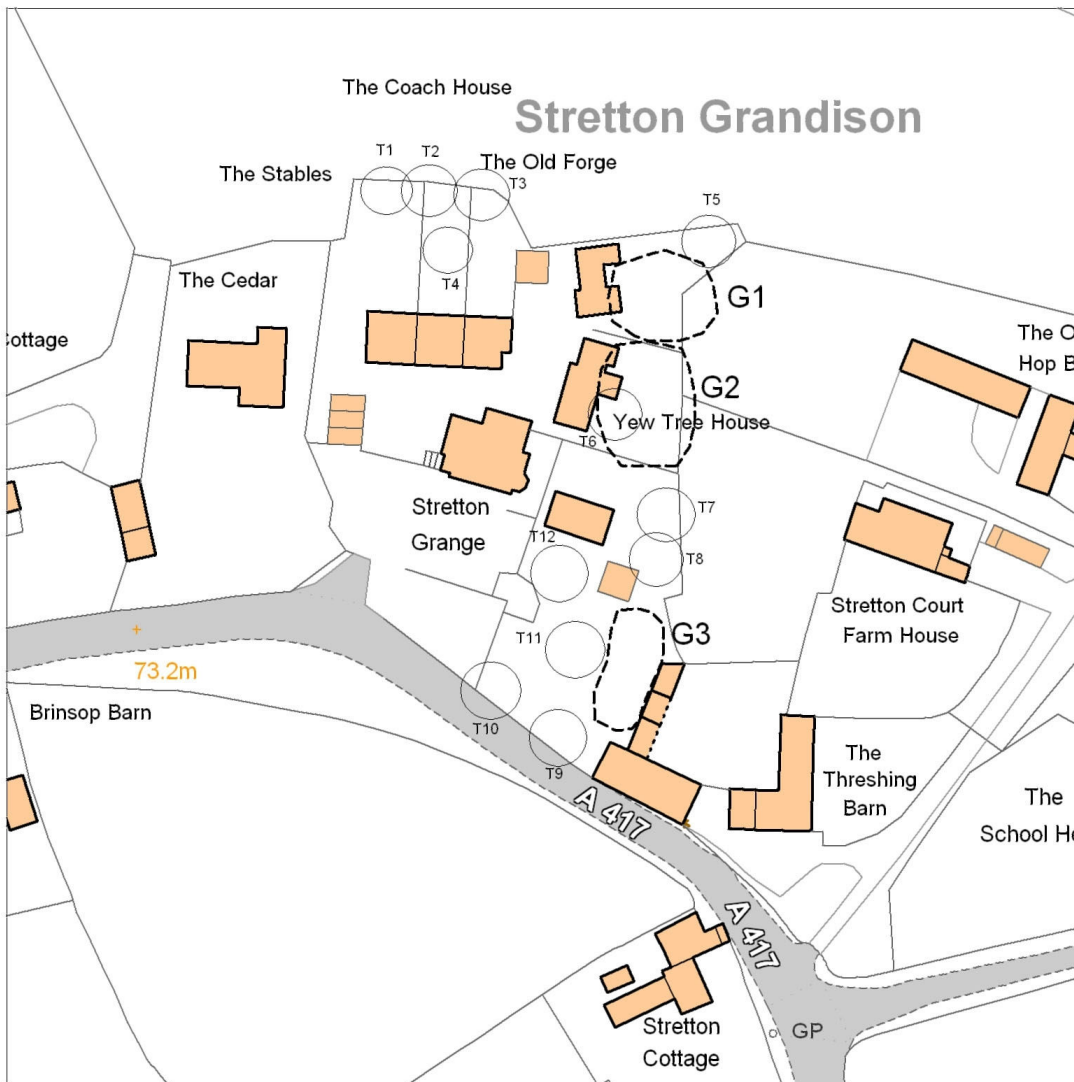 The Coach House
Stretton Grandison
T1
T2
The Old Forge
The Stables
T3
T5
The Cedar
T4
G1
Cottage
The O
Hop B
G2
Yew Tree House
T6
Stretton
Grange
T7
T12
T8
Stretton Court
Farm House
T11
G3
73.2m
Brinsop Barn
T10
T9
The
Threshing
Barn
A 417
The
School Ho
A 417
Stretton
Cottage
GP